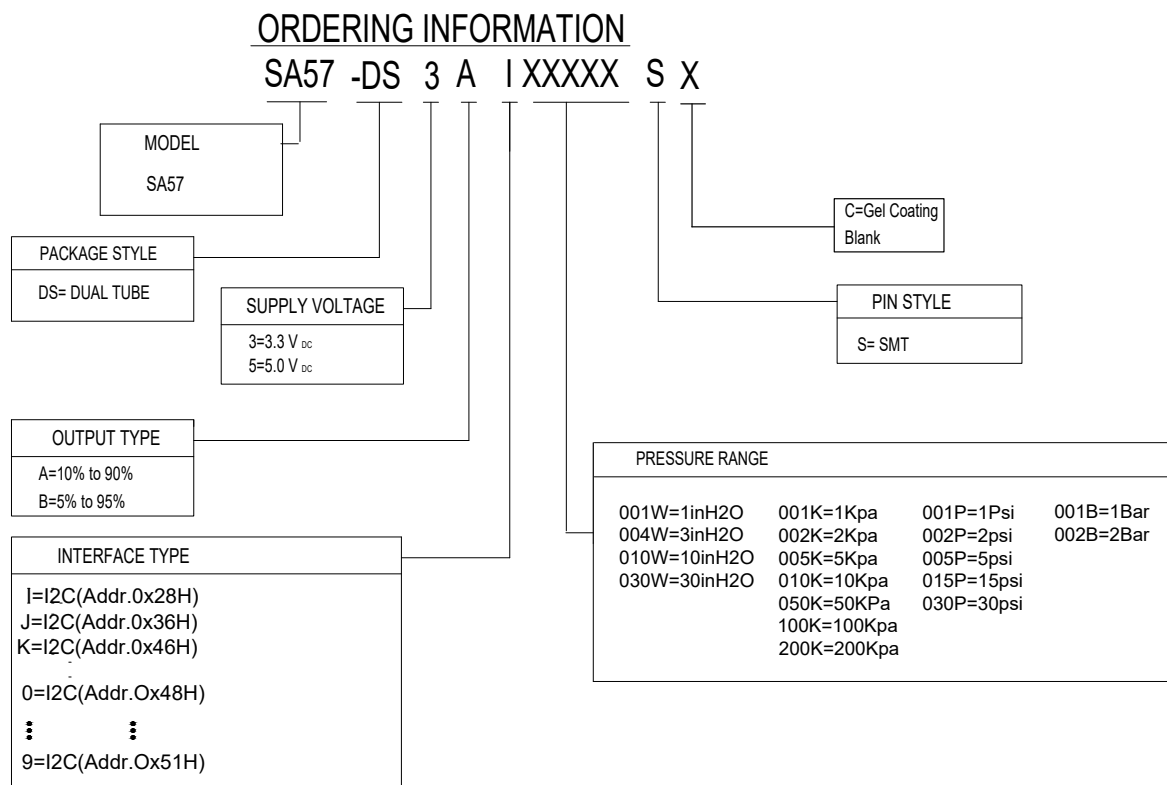 ORDERING INFORMATION
SA57 -DS 3 A I XXXXX S X
MODEL
SA57
C=Gel Coating
Blank
PACKAGE STYLE
DS= DUAL TUBE
SUPPLY VOLTAGE
3=3.3 V DC
5=5.0 V DC
PIN STYLE
S= SMT
OUTPUT TYPE
A=10% to 90%
B=5% to 95%
PRESSURE RANGE
001W=1inH2O 001K=1Kpa 001P=1Psi 001B=1Bar
004W=3inH2O 002K=2Kpa 002P=2psi 002B=2Bar
010W=10inH2O 005K=5Kpa 005P=5psi
030W=30inH2O 010K=10Kpa 015P=15psi
050K=50KPa 030P=30psi
100K=100Kpa
200K=200Kpa
INTERFACE TYPE
I=I2C(Addr.0x28H)
J=I2C(Addr.0x36H)
K=I2C(Addr.0x46H)
0=I2C(Addr.Ox48H)
9=I2C(Addr.Ox51H)